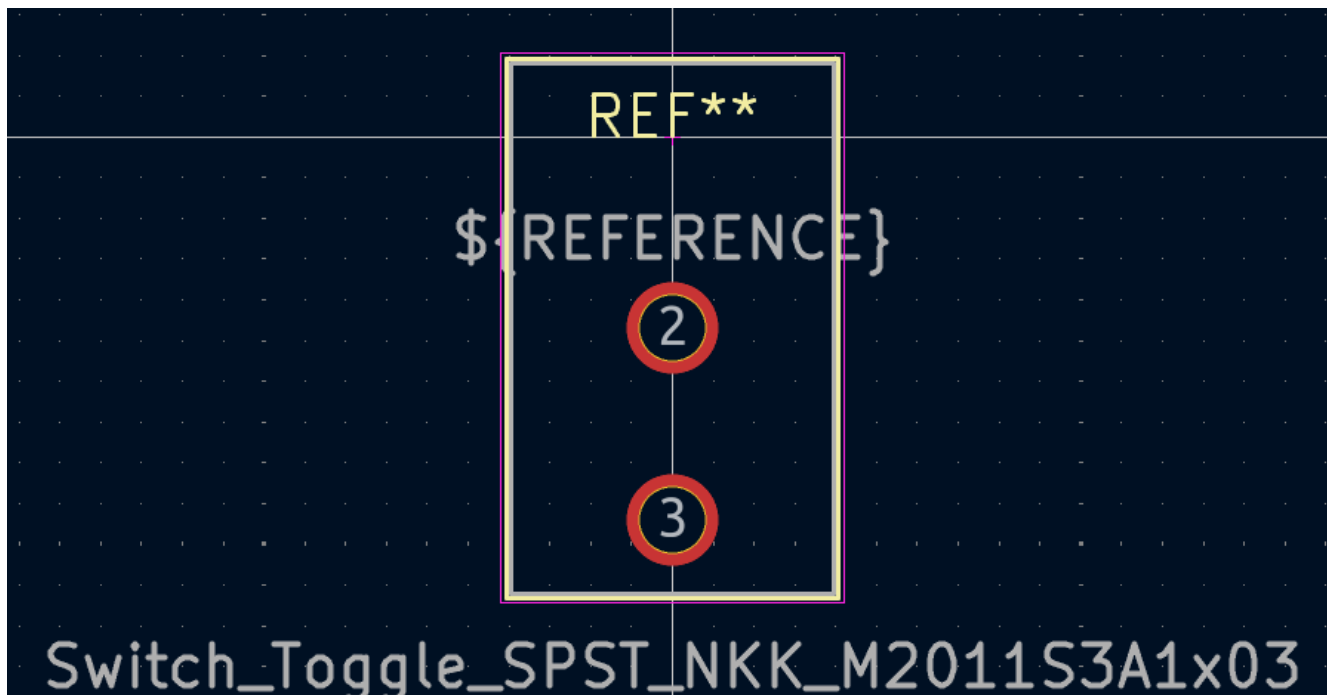 REF**
${REFERENCE}
2
3
Switch_Toggle_SPST_NKK_M2011S3A1x03